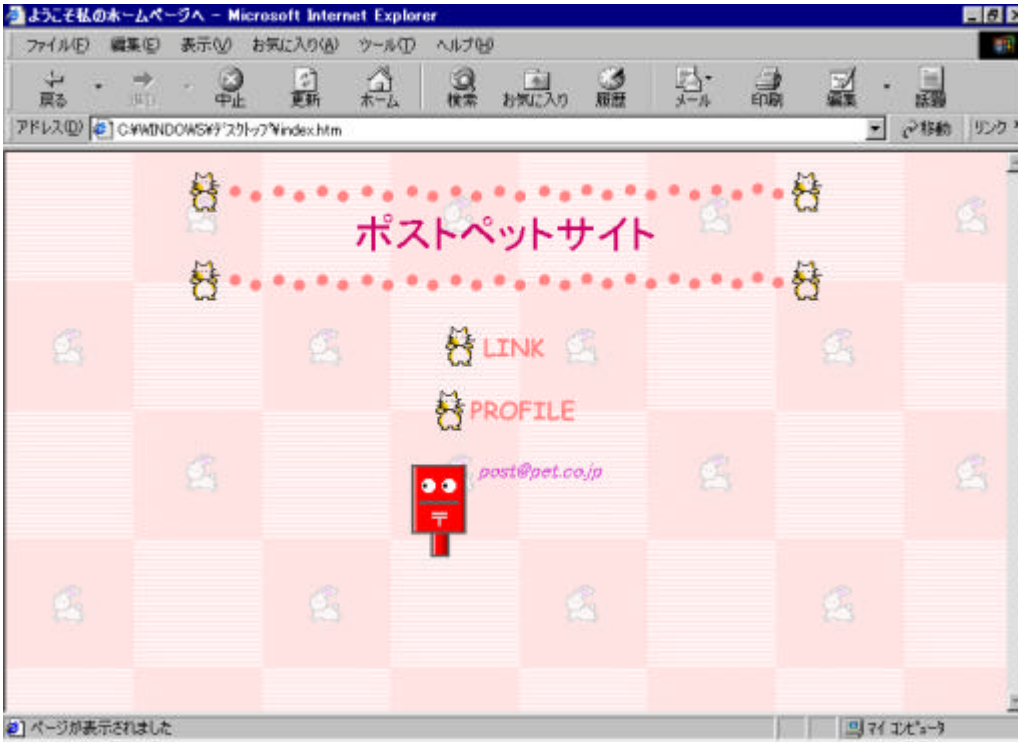 ようこそ私のホームページへ - Microsoft Internet Explorer
ファイル(F) 編集(E) 表示(V) お気に入り(A) ツール(T) ヘルプ(H)
戻る 進む 中止 更新 ホーム 検索 お気に入り 履歴 メール 印刷 編集 話題
アドレス(D) C:¥WINDOWS¥デスクトップ¥index.htm 移動 リンク
ポストペットサイト
LINK
PROFILE
post@pet.co.jp
〒
ページが表示されました マイ コンピュータ